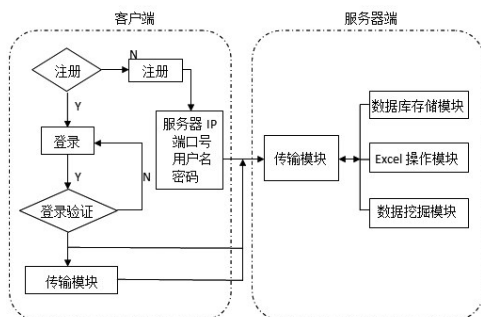 客户端
服务器端
注册
N
注册
Y
登录
服务器 IP
端口号
用户名
密码
Y
N
登录验证
传输模块
传输模块
数据库存储模块
Excel 操作模块
数据挖掘模块